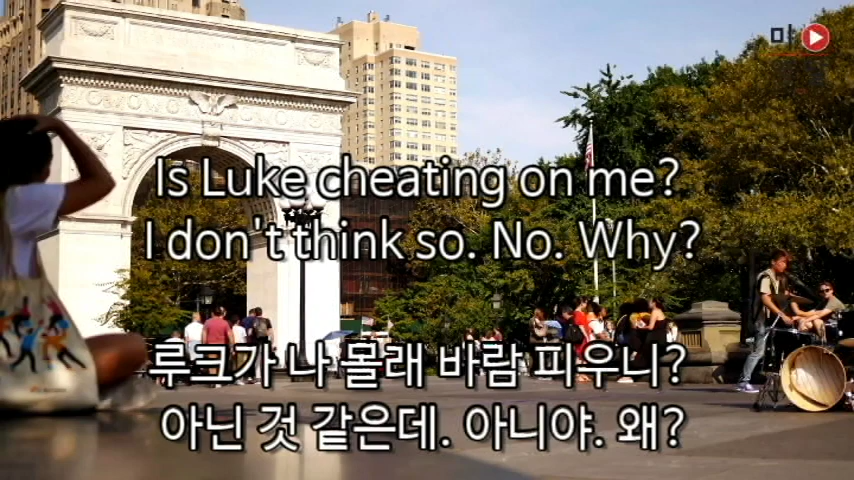 미
Is Luke cheating on me?
I don't think so. No. Why?
루크가 나 몰래 바람 피우니?
아닌 것 같은데. 아니야. 왜?